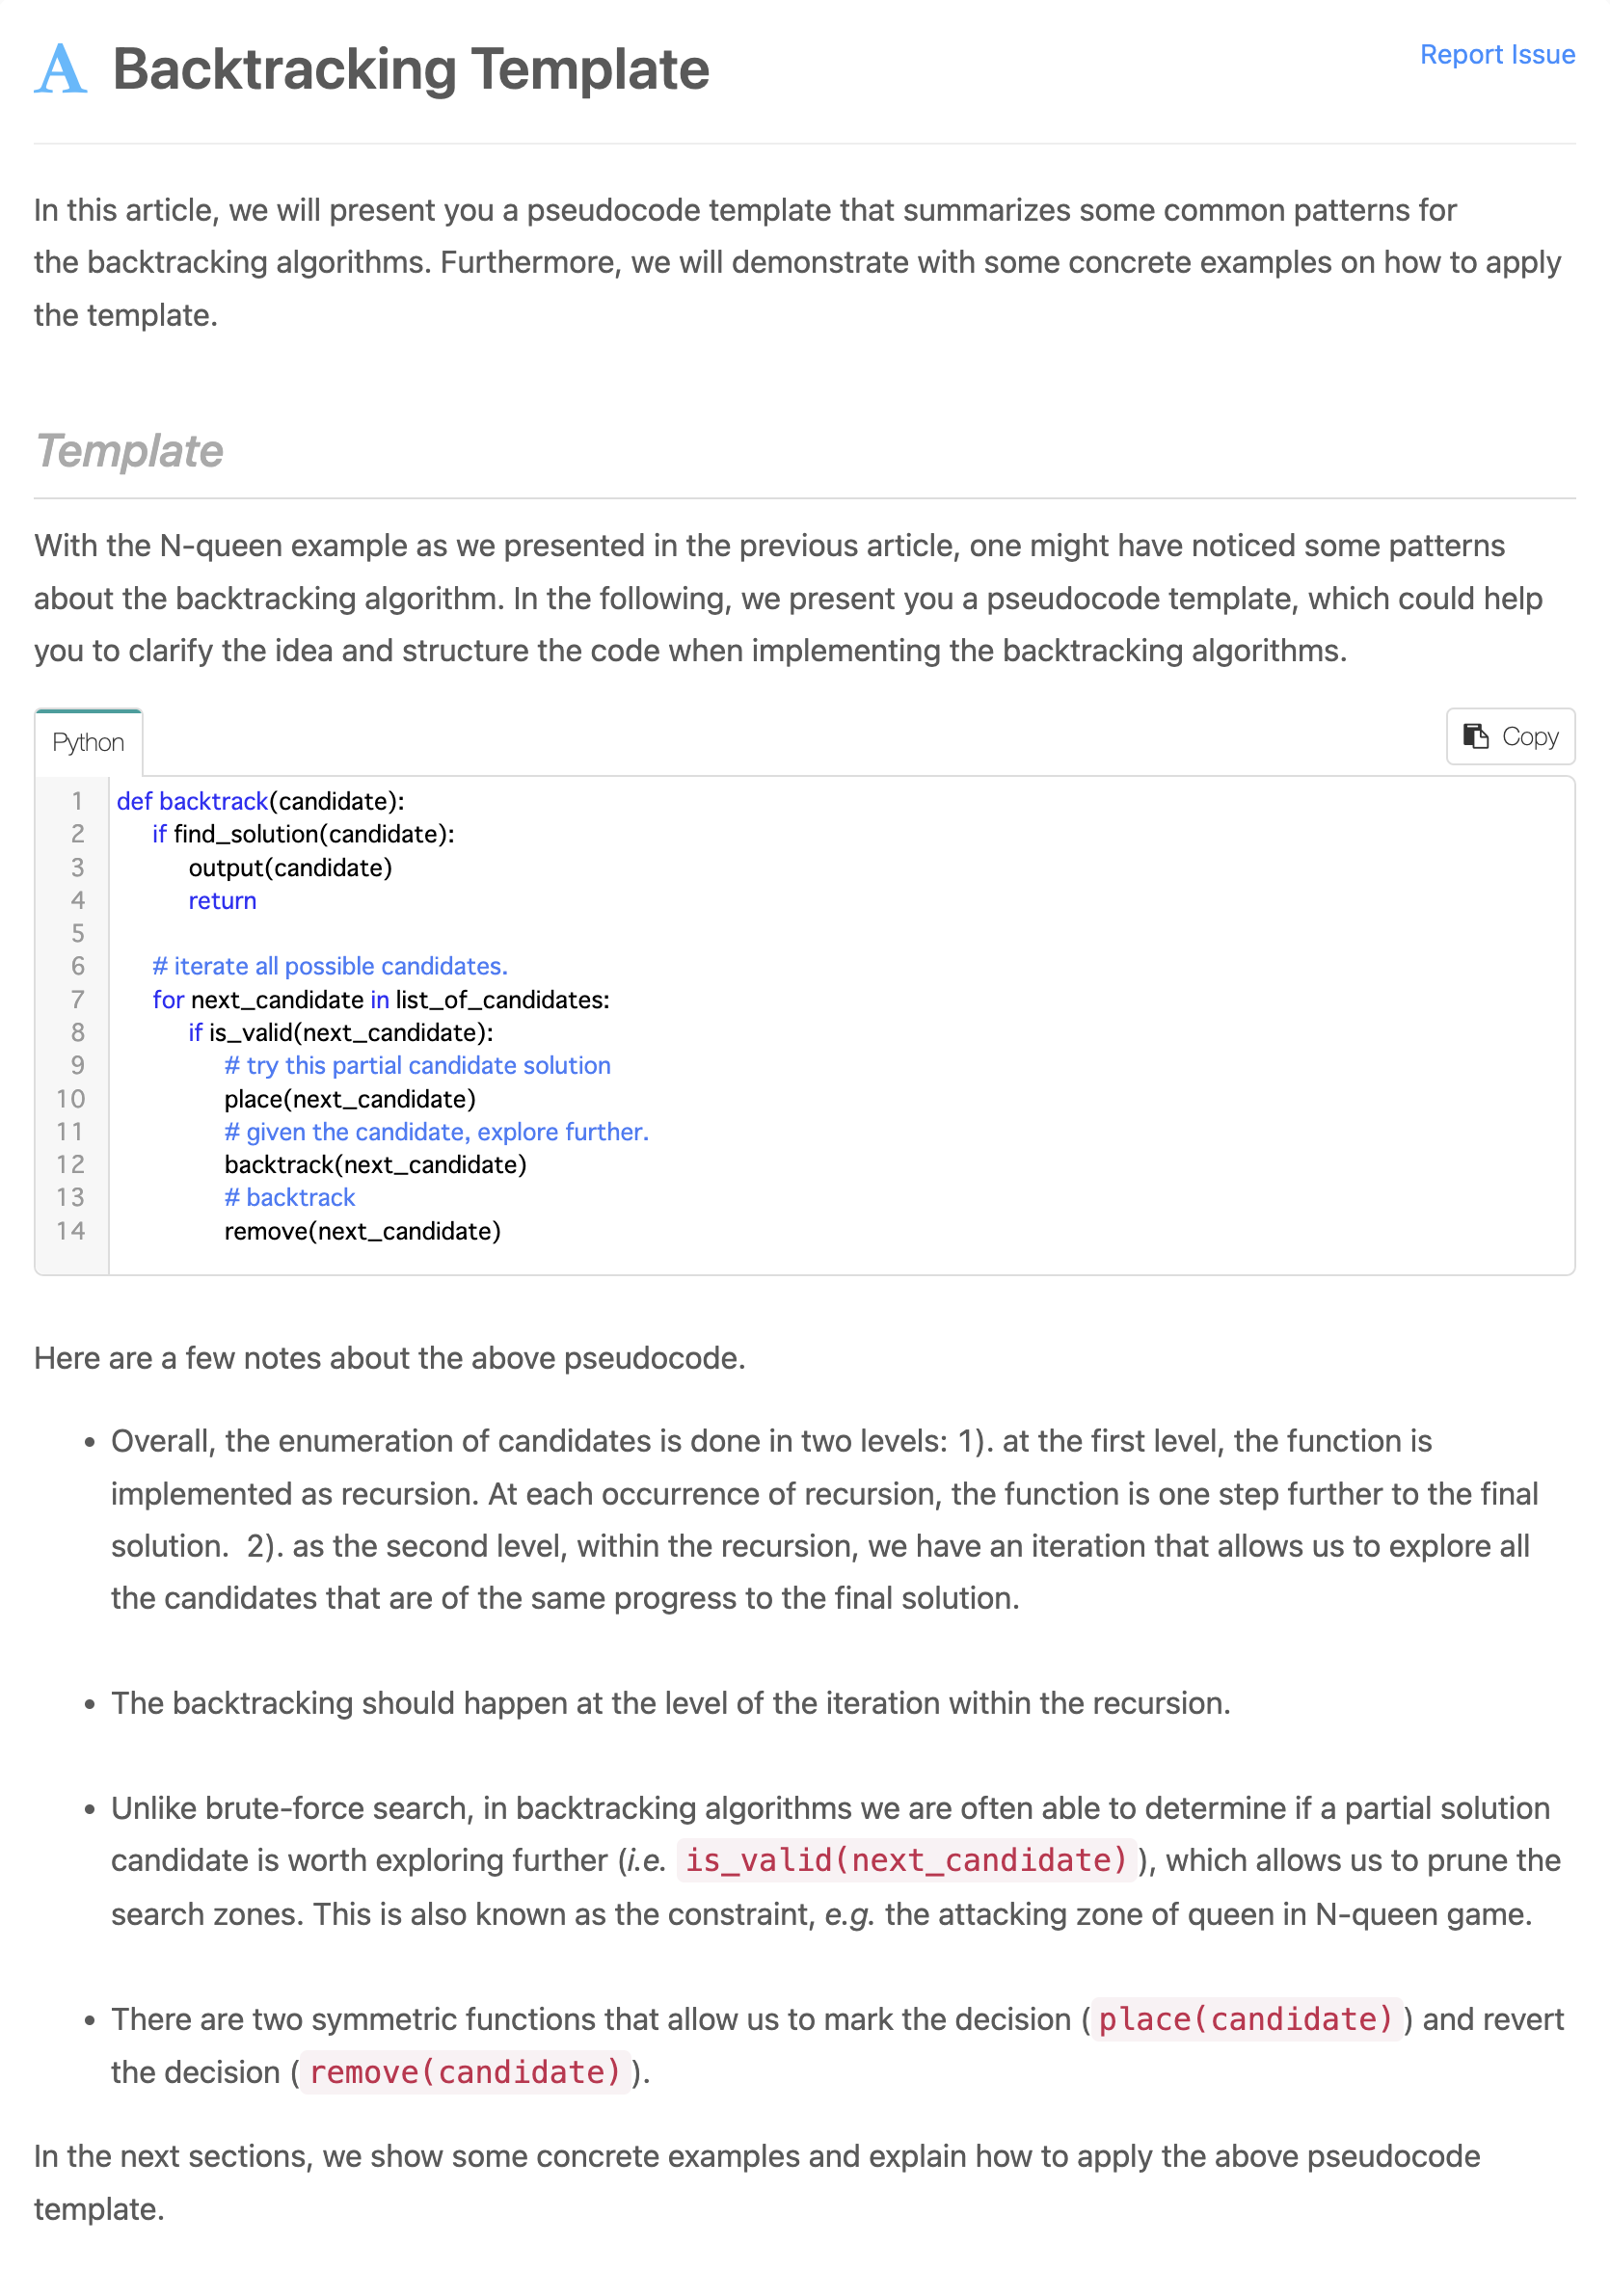 A Backtracking Template
Report Issue
In this article, we will present you a pseudocode template that summarizes some common patterns for
the backtracking algorithms. Furthermore, we will demonstrate with some concrete examples on how to apply
the template.
Template
With the N-queen example as we presented in the previous article, one might have noticed some patterns
about the backtracking algorithm. In the following, we present you a pseudocode template, which could help
you to clarify the idea and structure the code when implementing the backtracking algorithms.
Python
Copy
1 def backtrack(candidate):
2     if find_solution(candidate):
3         output(candidate)
4         return
5
6     # iterate all possible candidates.
7     for next_candidate in list_of_candidates:
8         if is_valid(next_candidate):
9             # try this partial candidate solution
10             place(next_candidate)
11             # given the candidate, explore further.
12             backtrack(next_candidate)
13             # backtrack
14             remove(next_candidate)
Here are a few notes about the above pseudocode.
• Overall, the enumeration of candidates is done in two levels: 1). at the first level, the function is
implemented as recursion. At each occurrence of recursion, the function is one step further to the final
solution.  2). as the second level, within the recursion, we have an iteration that allows us to explore all
the candidates that are of the same progress to the final solution.
• The backtracking should happen at the level of the iteration within the recursion.
• Unlike brute-force search, in backtracking algorithms we are often able to determine if a partial solution
candidate is worth exploring further (i.e. is_valid(next_candidate)), which allows us to prune the
search zones. This is also known as the constraint, e.g. the attacking zone of queen in N-queen game.
• There are two symmetric functions that allow us to mark the decision (place(candidate)) and revert
the decision (remove(candidate)).
In the next sections, we show some concrete examples and explain how to apply the above pseudocode
template.